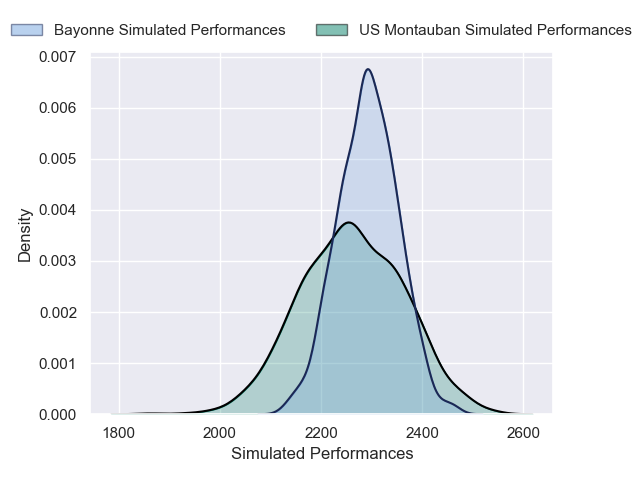 Bayonne Simulated Performances US Montauban Simulated Performances
0.007
0.006
0.005
0.004
0.003
0.002
0.001
0.000
Density
1800 2000 2200 2400 2600
Simulated Performances